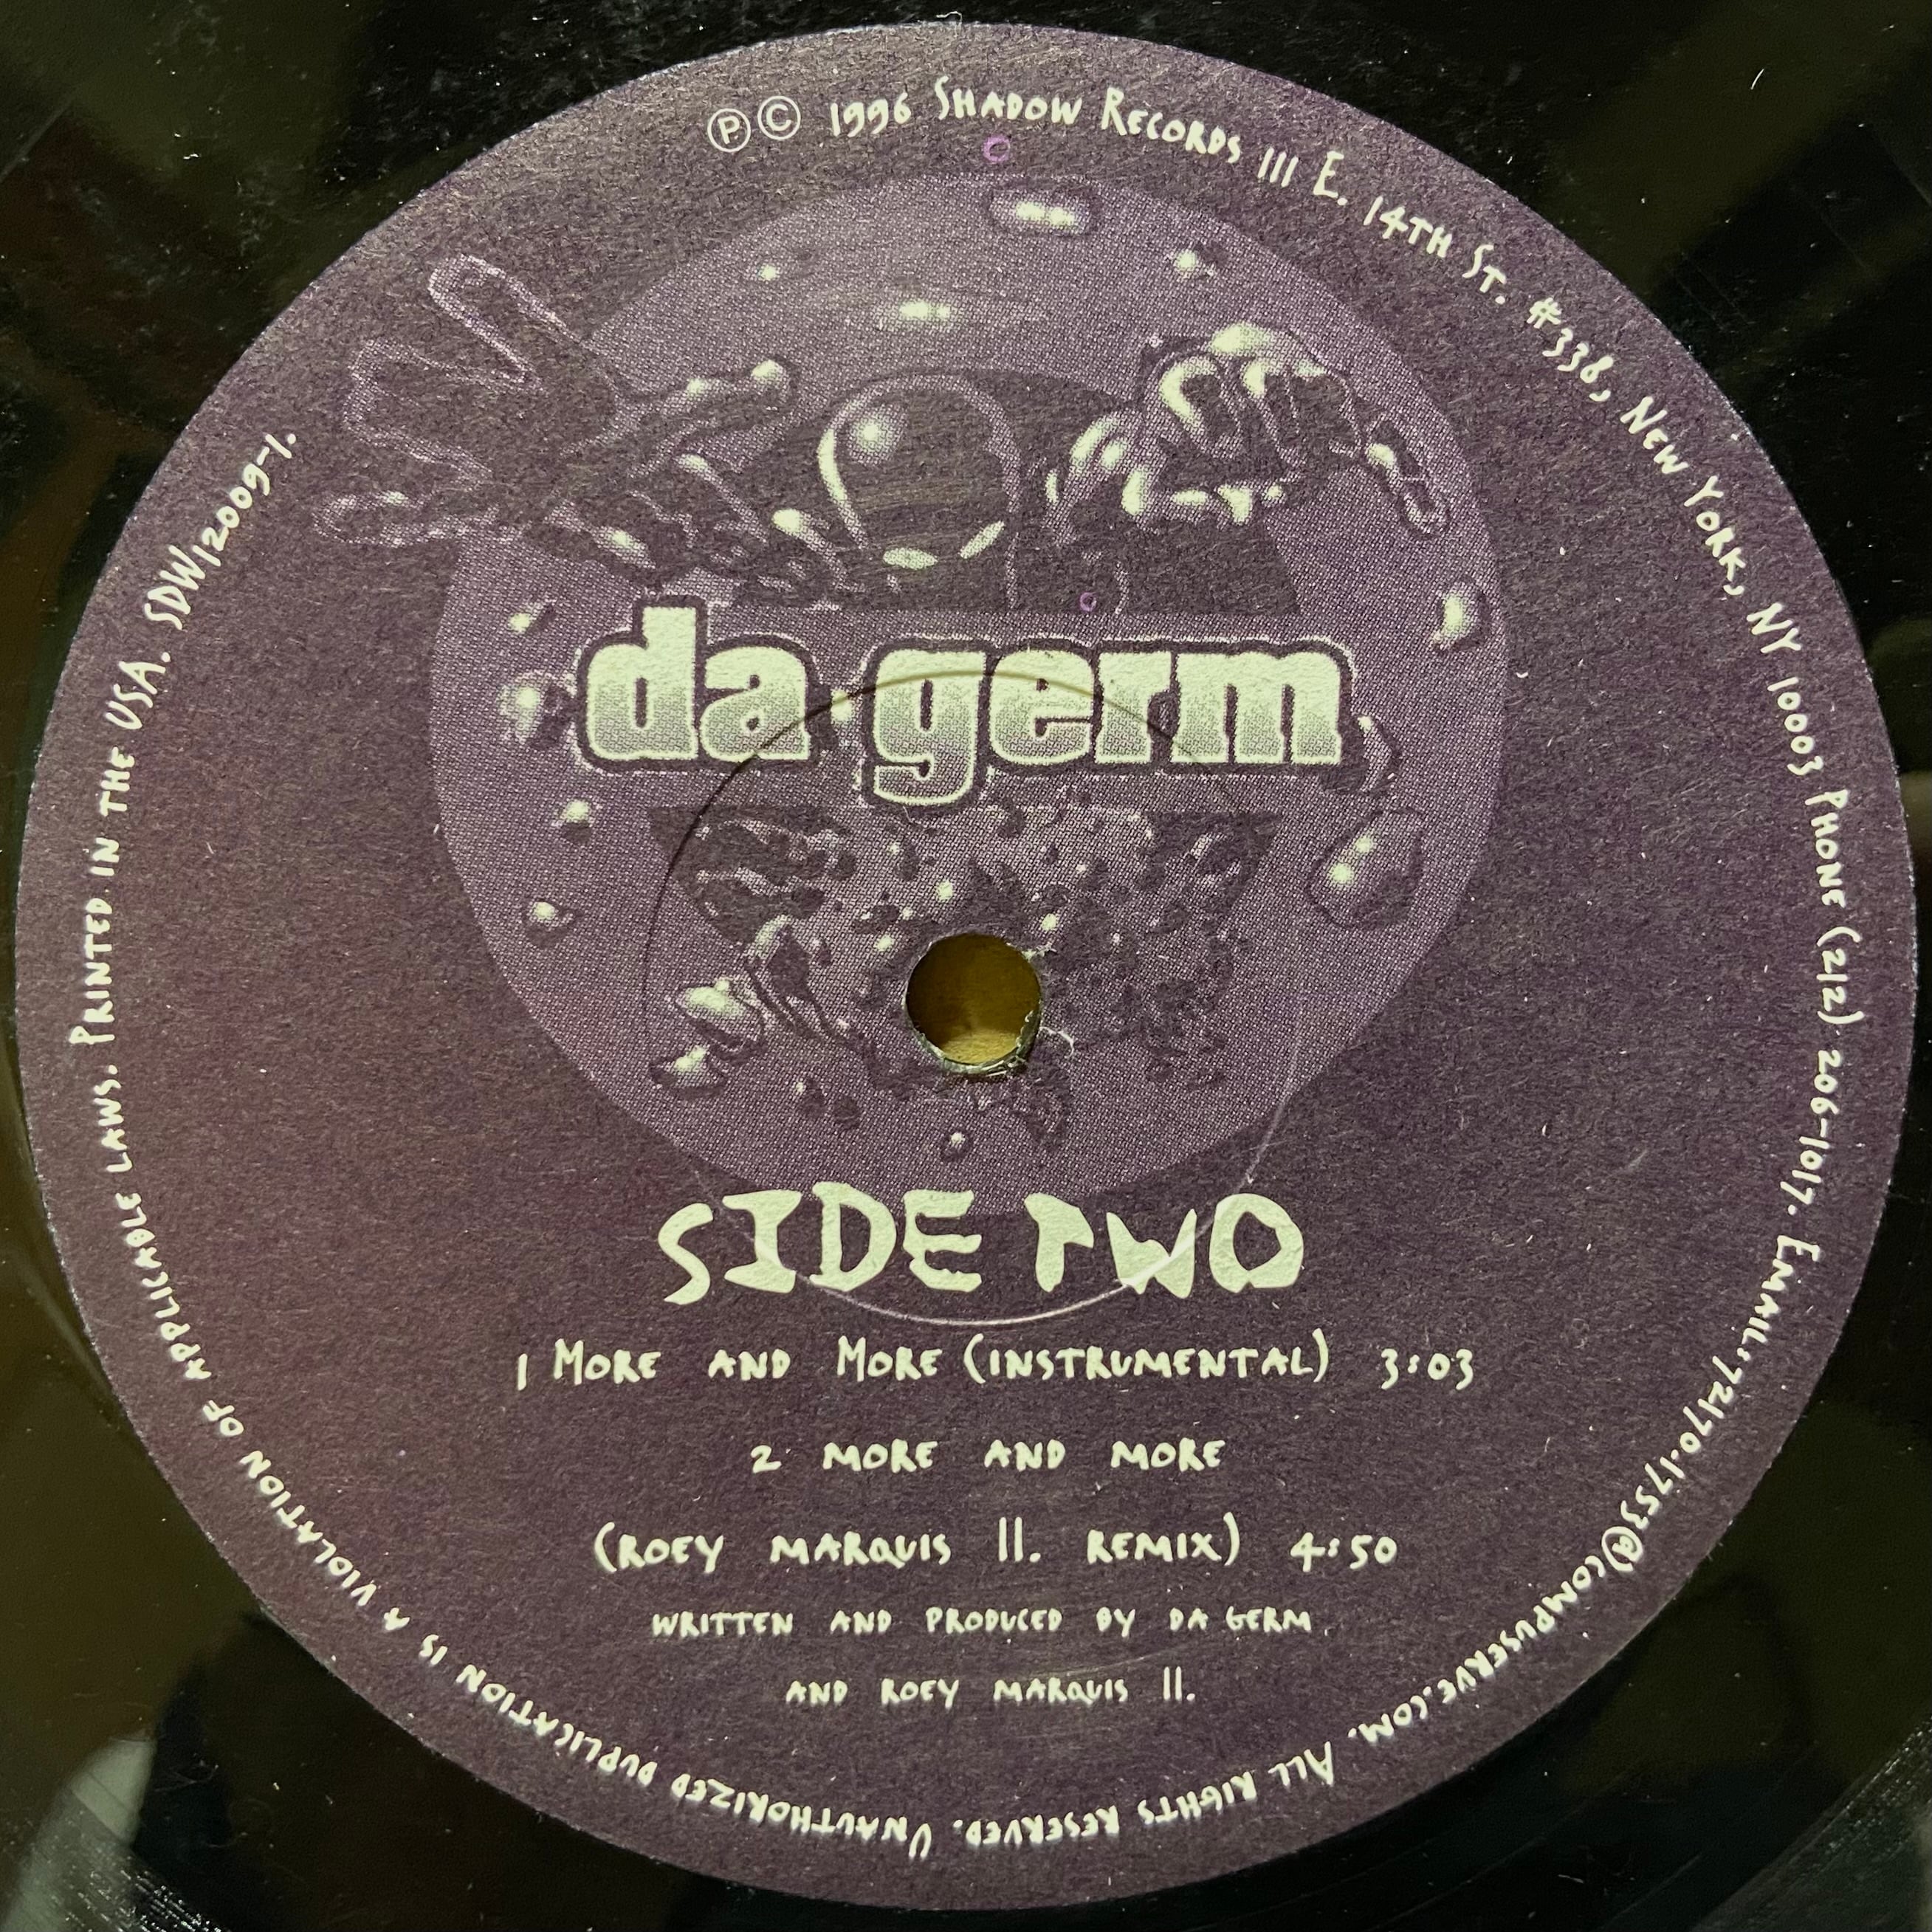 ℗© 1996 Shadow Records 111 E. 14th St. #338, New York, NY 10003 Phone (212) 206-1017. Email: 72170.1753@compuserve.com. All rights reserved. Unauthorized duplication is a violation of applicable laws. Printed in the USA. SDW12009-1.
da germ
SIDE TWO
1 More and More (instrumental) 3:03
2 more and more
(roey marquis II. remix) 4:50
written and produced by da germ
and roey marquis II.